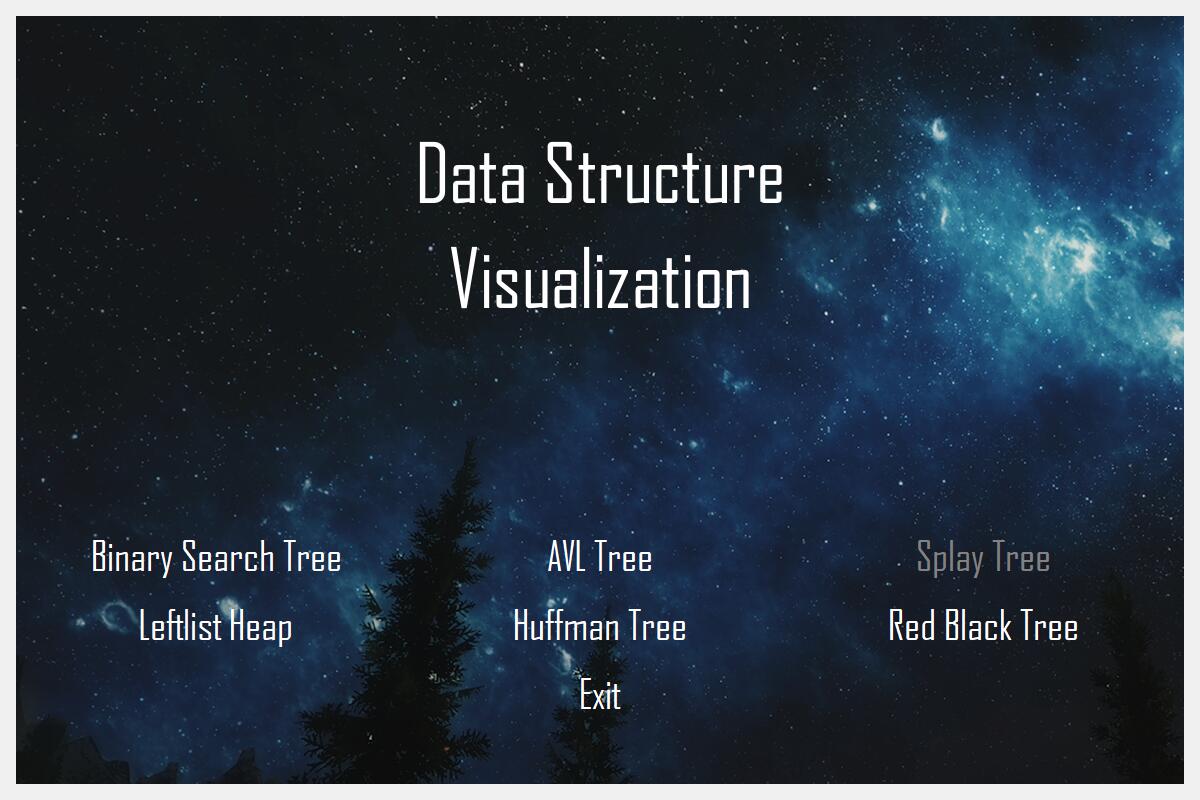 Data Structure
Visualization
Binary Search Tree AVL Tree Splay Tree
Leftlist Heap Huffman Tree Red Black Tree
Exit